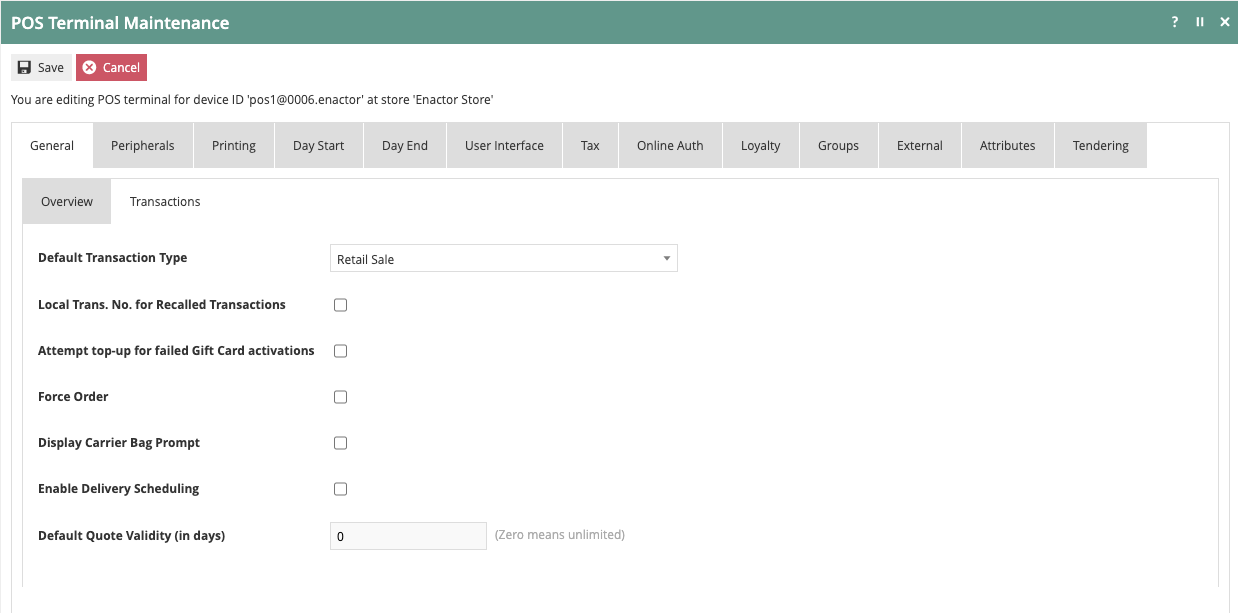 POS Terminal Maintenance ?
Save Cancel
You are editing POS terminal for device ID 'pos1@0006.enactor' at store 'Enactor Store'
General Peripherals Printing Day Start Day End User Interface Tax Online Auth Loyalty Groups External Attributes Tendering
Overview Transactions
Default Transaction Type Retail Sale
Local Trans. No. for Recalled Transactions
Attempt top-up for failed Gift Card activations
Force Order
Display Carrier Bag Prompt
Enable Delivery Scheduling
Default Quote Validity (in days) 0 (Zero means unlimited)